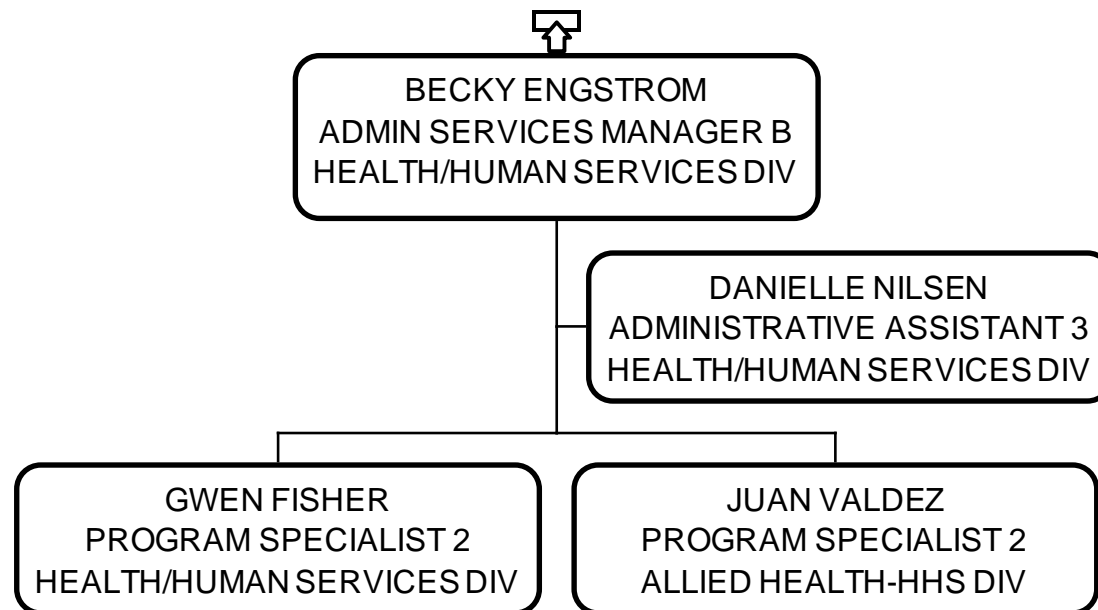 BECKY ENGSTROM
ADMIN SERVICES MANAGER B
HEALTH/HUMAN SERVICES DIV
DANIELLE NILSEN
ADMINISTRATIVE ASSISTANT 3
HEALTH/HUMAN SERVICES DIV
GWEN FISHER
PROGRAM SPECIALIST 2
HEALTH/HUMAN SERVICES DIV
JUAN VALDEZ
PROGRAM SPECIALIST 2
ALLIED HEALTH-HHS DIV